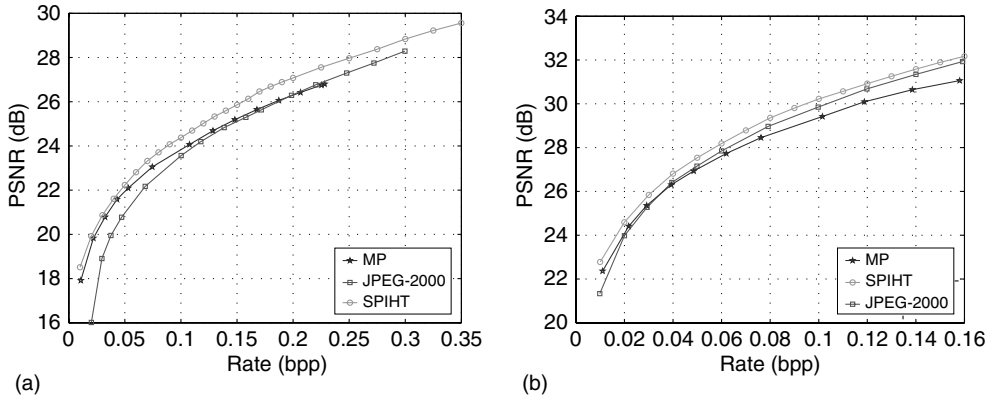 30
28
26
24
22
20
18
16
PSNR (dB)
MP
JPEG-2000
SPIHT
0 0.05 0.1 0.15 0.2 0.25 0.3 0.35
Rate (bpp)
(a)
34
32
30
28
26
24
22
20
PSNR (dB)
MP
SPIHT
JPEG-2000
0 0.02 0.04 0.06 0.08 0.1 0.12 0.14 0.16
Rate (bpp)
(b)